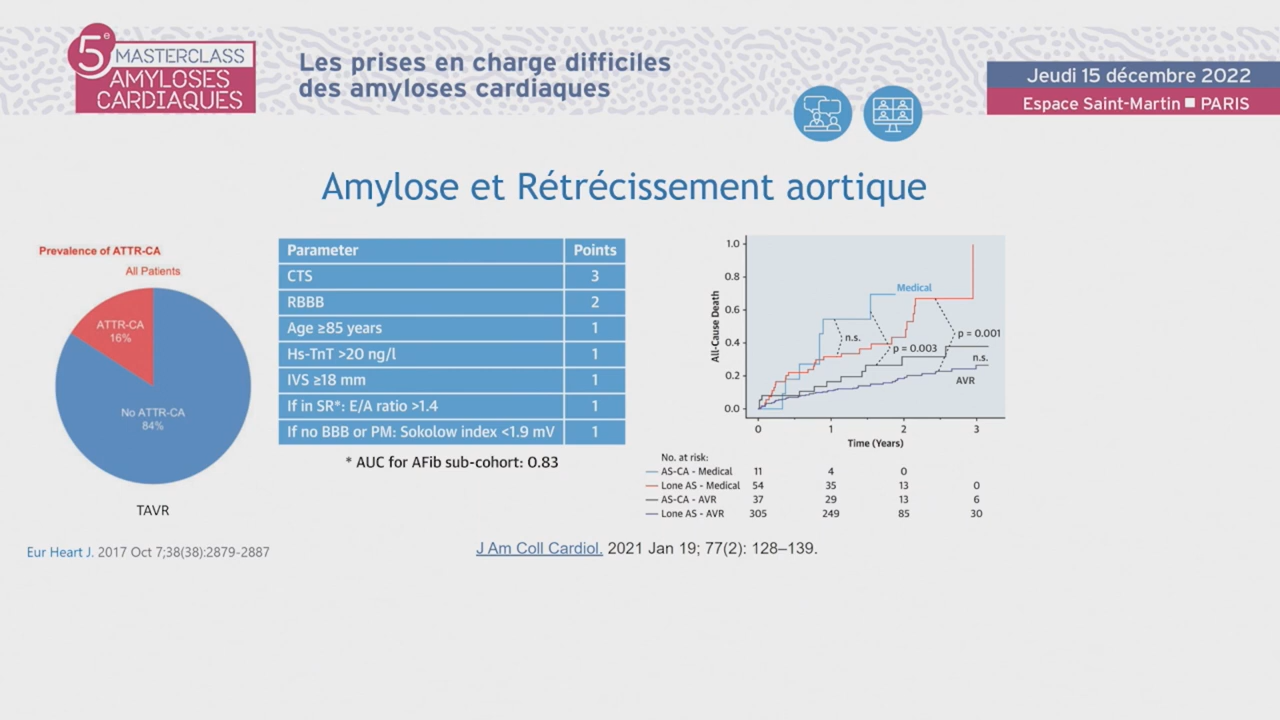 5e MASTERCLASS
AMYLOSES
CARDIAQUES
Les prises en charge difficiles
des amyloses cardiaques
Jeudi 15 décembre 2022
Espace Saint-Martin ■ PARIS
Amylose et Rétrécissement aortique
Prevalence of ATTR-CA
All Patients
ATTR-CA
16%
No ATTR-CA
84%
TAVR
Eur Heart J. 2017 Oct 7;38(38):2879-2887
Parameter Points
CTS 3
RBBB 2
Age ≥85 years 1
Hs-TnT >20 ng/l 1
IVS ≥18 mm 1
If in SR*: E/A ratio >1.4 1
If no BBB or PM: Sokolow index <1.9 mV 1
* AUC for AFib sub-cohort: 0.83
All-Cause Death
1.0
0.8
0.6
0.4
0.2
0.0
Medical
n.s.
p = 0.003
p = 0.001
n.s.
AVR
0 1 2 3
Time (Years)
No. at risk:
AS-CA - Medical 11 4 0
Lone AS - Medical 54 35 13 0
AS-CA - AVR 37 29 13 6
Lone AS - AVR 305 249 85 30
J Am Coll Cardiol. 2021 Jan 19; 77(2): 128–139.